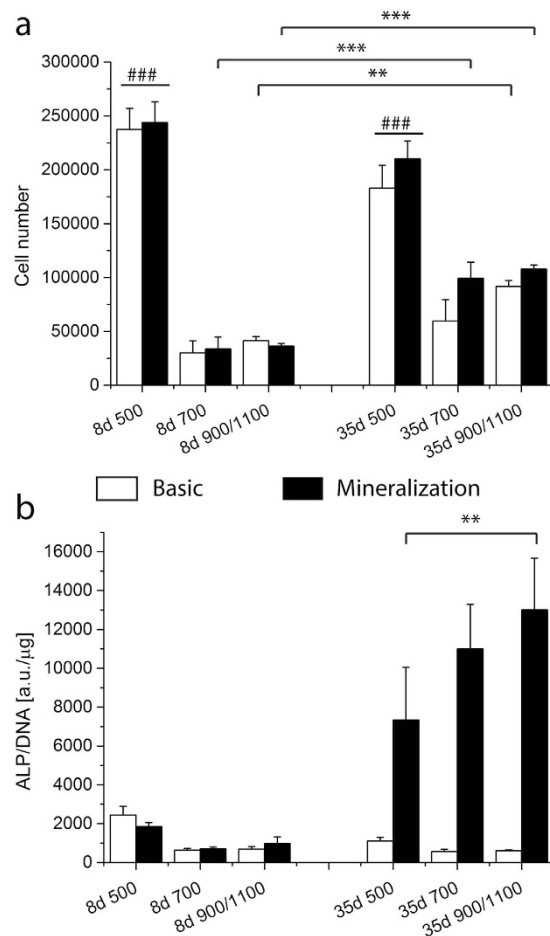 a
***
***
**
###
###
300000
250000
200000
150000
100000
50000
0
Cell number
8d 500
8d 700
8d 900/1100
35d 500
35d 700
35d 900/1100
Basic
Mineralization
b
**
16000
14000
12000
10000
8000
6000
4000
2000
0
ALP/DNA [a.u./µg]
8d 500
8d 700
8d 900/1100
35d 500
35d 700
35d 900/1100